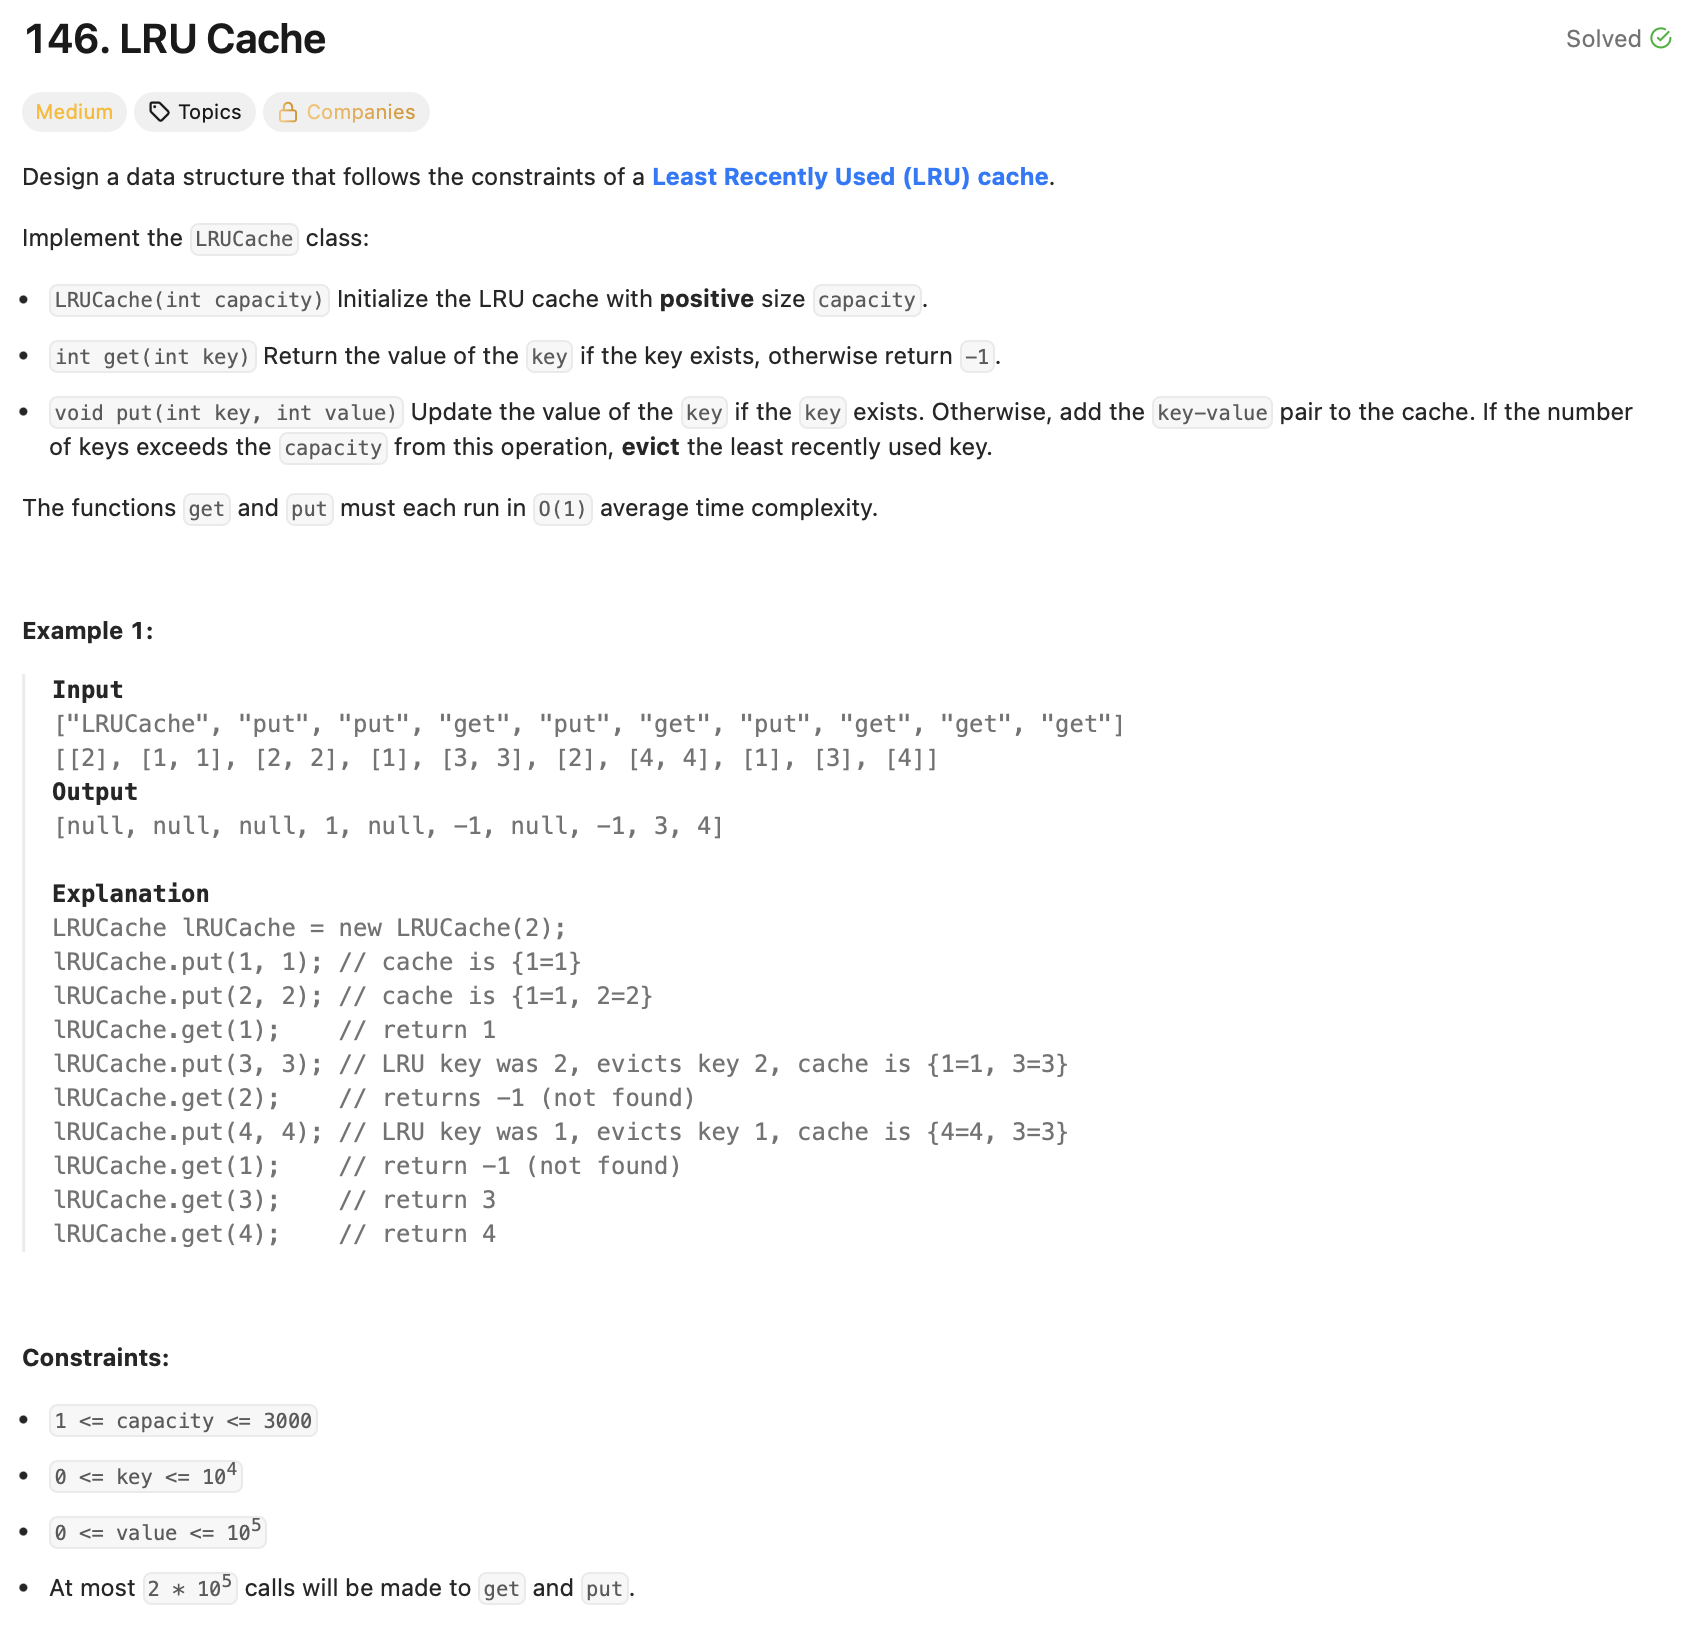 146. LRU Cache
Solved
Medium Topics Companies
Design a data structure that follows the constraints of a Least Recently Used (LRU) cache.
Implement the LRUCache class:
• LRUCache(int capacity) Initialize the LRU cache with positive size capacity.
• int get(int key) Return the value of the key if the key exists, otherwise return -1.
• void put(int key, int value) Update the value of the key if the key exists. Otherwise, add the key-value pair to the cache. If the number
of keys exceeds the capacity from this operation, evict the least recently used key.
The functions get and put must each run in O(1) average time complexity.
Example 1:
Input
["LRUCache", "put", "put", "get", "put", "get", "put", "get", "get", "get"]
[[2], [1, 1], [2, 2], [1], [3, 3], [2], [4, 4], [1], [3], [4]]
Output
[null, null, null, 1, null, -1, null, -1, 3, 4]
Explanation
LRUCache lRUCache = new LRUCache(2);
lRUCache.put(1, 1); // cache is {1=1}
lRUCache.put(2, 2); // cache is {1=1, 2=2}
lRUCache.get(1);    // return 1
lRUCache.put(3, 3); // LRU key was 2, evicts key 2, cache is {1=1, 3=3}
lRUCache.get(2);    // returns -1 (not found)
lRUCache.put(4, 4); // LRU key was 1, evicts key 1, cache is {4=4, 3=3}
lRUCache.get(1);    // return -1 (not found)
lRUCache.get(3);    // return 3
lRUCache.get(4);    // return 4
Constraints:
• 1 <= capacity <= 3000
• 0 <= key <= 10⁴
• 0 <= value <= 10⁵
• At most 2 * 10⁵ calls will be made to get and put.